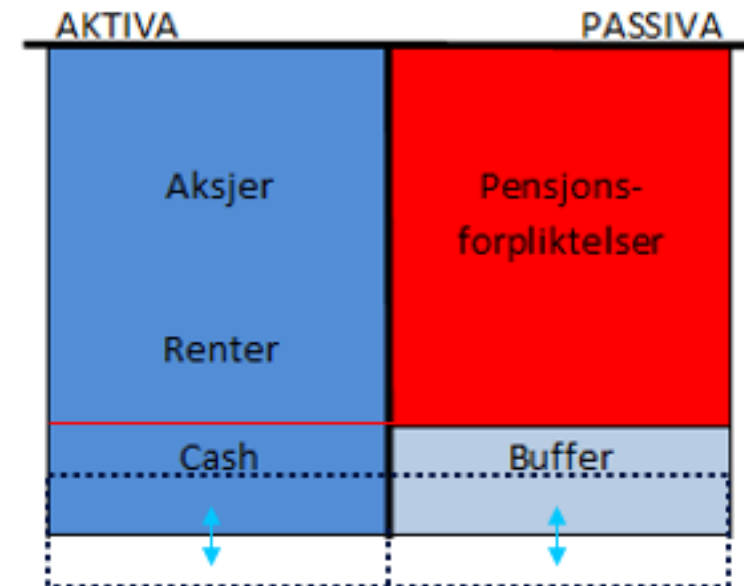 AKTIVA PASSIVA
Aksjer
Pensjons-
forpliktelser
Renter
Cash
Buffer